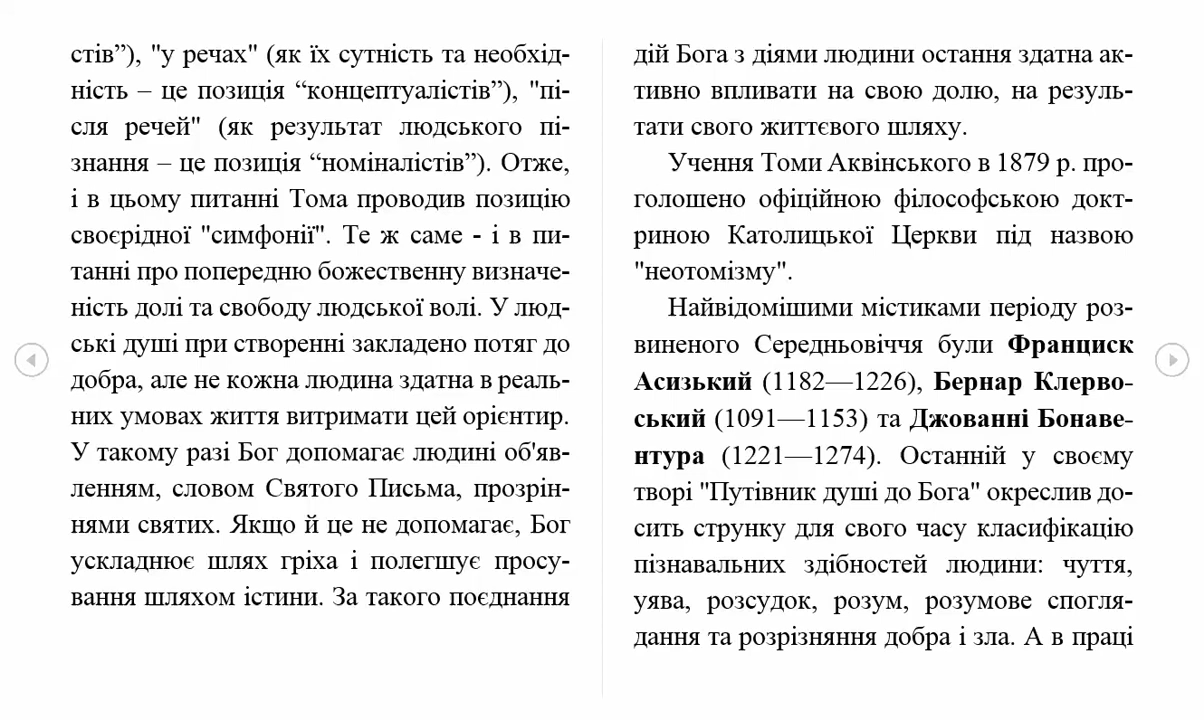 стів”), "у речах" (як їх сутність та необхід-
ність – це позиція “концептуалістів”), "пі-
сля речей" (як результат людського пі-
знання – це позиція “номіналістів”). Отже,
і в цьому питанні Тома проводив позицію
своєрідної "симфонії". Те ж саме - і в пи-
танні про попередню божественну визначе-
ність долі та свободу людської волі. У люд-
ські душі при створенні закладено потяг до
добра, але не кожна людина здатна в реаль-
них умовах життя витримати цей орієнтир.
У такому разі Бог допомагає людині об'яв-
ленням, словом Святого Письма, прозрін-
нями святих. Якщо й це не допомагає, Бог
ускладнює шлях гріха і полегшує просу-
вання шляхом істини. За такого поєднання
дій Бога з діями людини остання здатна ак-
тивно впливати на свою долю, на резуль-
тати свого життєвого шляху.
Учення Томи Аквінського в 1879 р. про-
голошено офіційною філософською докт-
риною Католицької Церкви під назвою
"неотомізму".
Найвідомішими містиками періоду роз-
виненого Середньовіччя були Франциск
Асизький (1182—1226), Бернар Клерво-
ський (1091—1153) та Джованні Бонаве-
нтура (1221—1274). Останній у своєму
творі "Путівник душі до Бога" окреслив до-
сить струнку для свого часу класифікацію
пізнавальних здібностей людини: чуття,
уява, розсудок, розум, розумове спогля-
дання та розрізняння добра і зла. А в праці